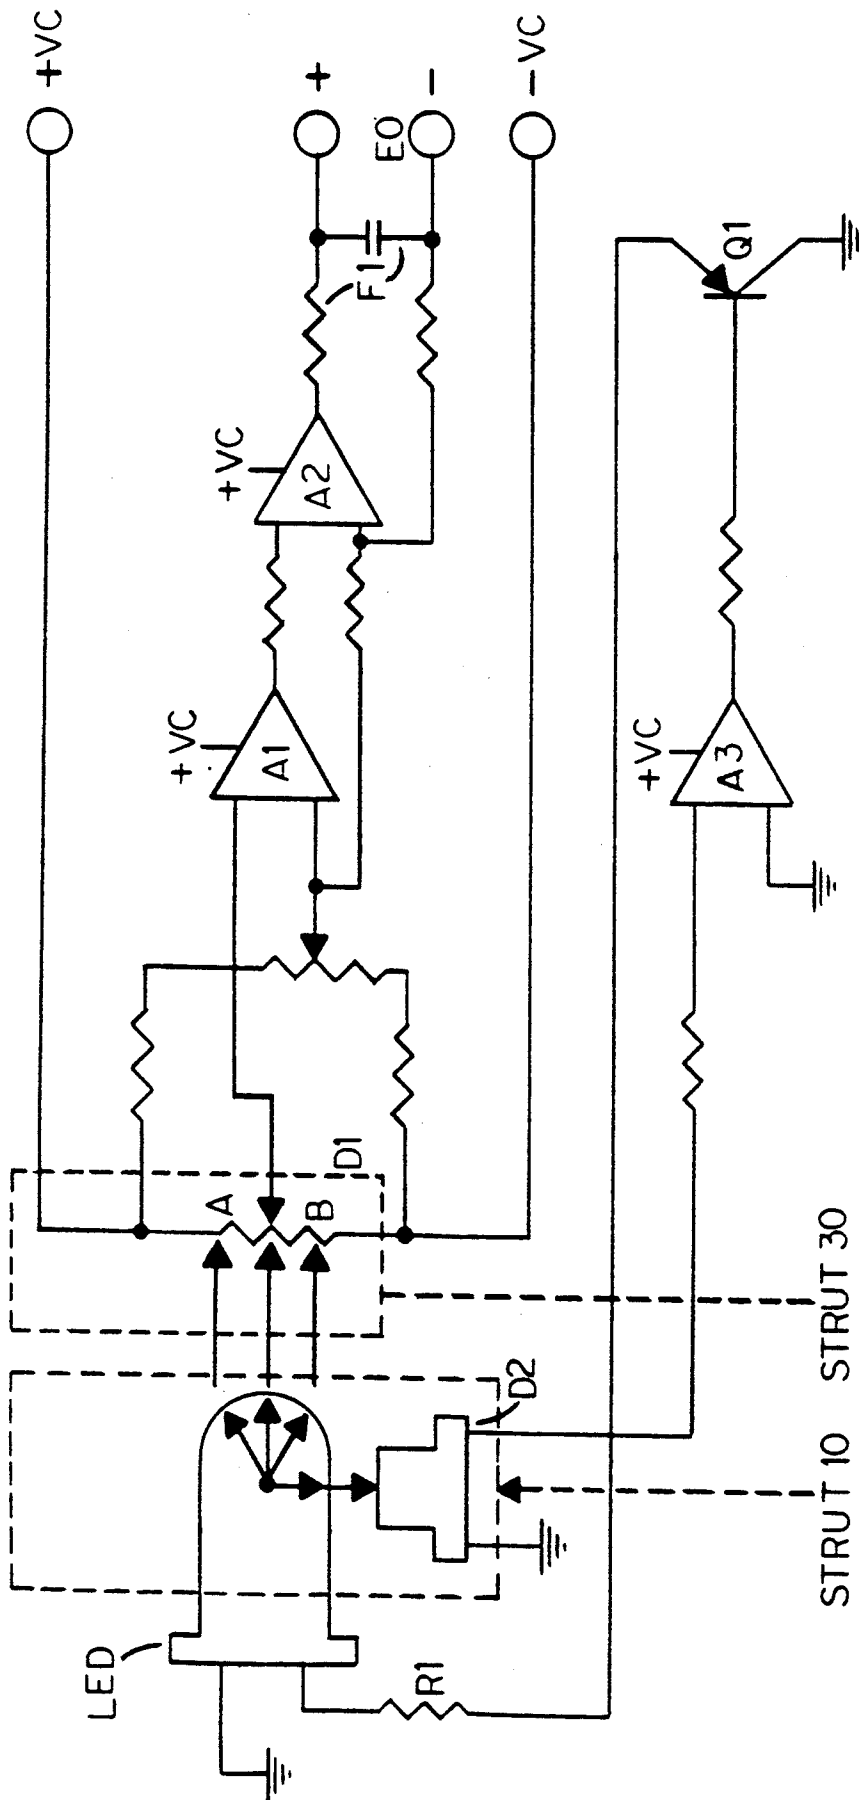 +VC
+
EO
-
-VC
F1
Q1
+VC
A2
+VC
A1
+VC
A3
D1
A
B
STRUT 30
D2
STRUT 10
LED
R1